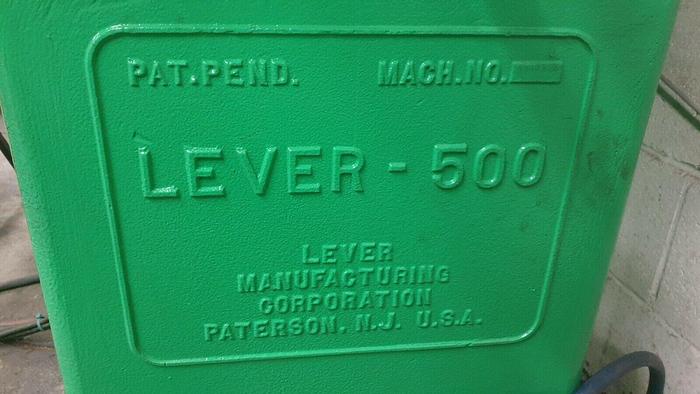 PAT.PEND. MACH.NO.
LEVER - 500
LEVER
MANUFACTURING
CORPORATION
PATERSON. N.J. U.S.A.